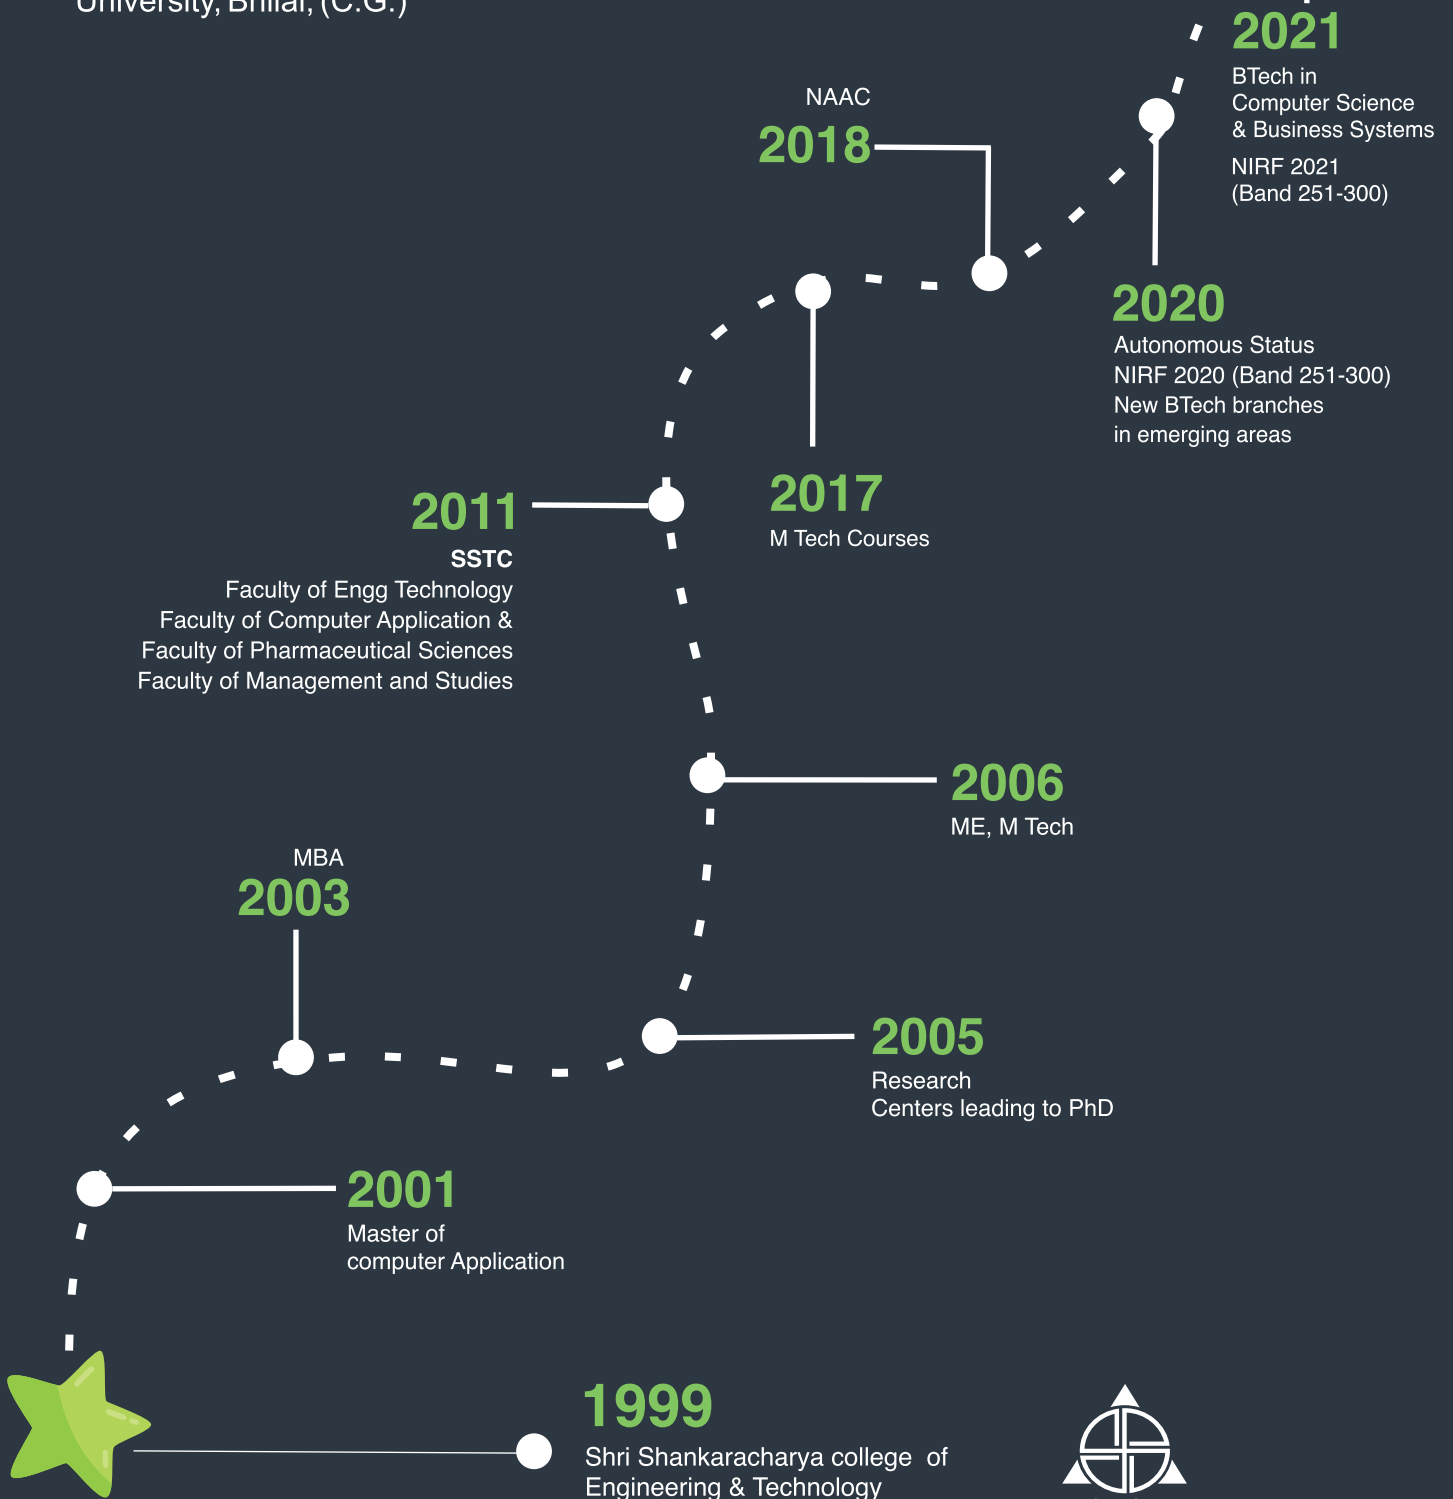 University, Bhilai, (C.G.)
2021
BTech in
Computer Science
& Business Systems
NIRF 2021
(Band 251-300)
NAAC
2018
2020
Autonomous Status
NIRF 2020 (Band 251-300)
New BTech branches
in emerging areas
2017
M Tech Courses
2011
SSTC
Faculty of Engg Technology
Faculty of Computer Application &
Faculty of Pharmaceutical Sciences
Faculty of Management and Studies
2006
ME, M Tech
MBA
2003
2005
Research
Centers leading to PhD
2001
Master of
computer Application
1999
Shri Shankaracharya college of
Engineering & Technology